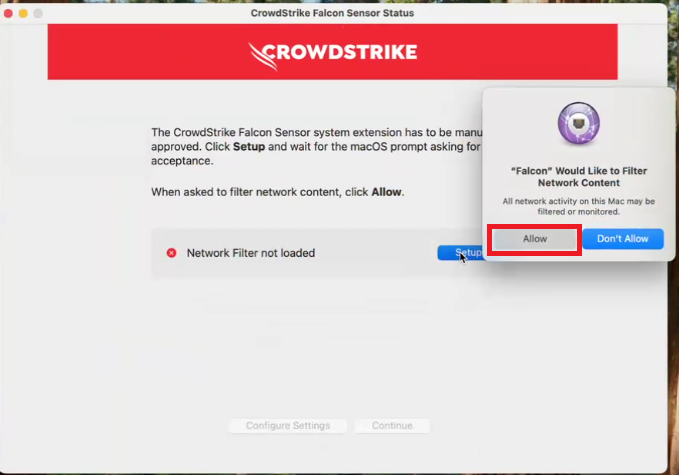 CrowdStrike Falcon Sensor Status
CROWDSTRIKE
The CrowdStrike Falcon Sensor system extension has to be
approved. Click Setup and wait for the macOS prompt asking for
acceptance.
When asked to filter network content, click Allow.
Network Filter not loaded
Setup
"Falcon" Would Like to Filter
Network Content
All network activity on this Mac may be
filtered or monitored.
Allow
Don't Allow
Configure Settings
Continue